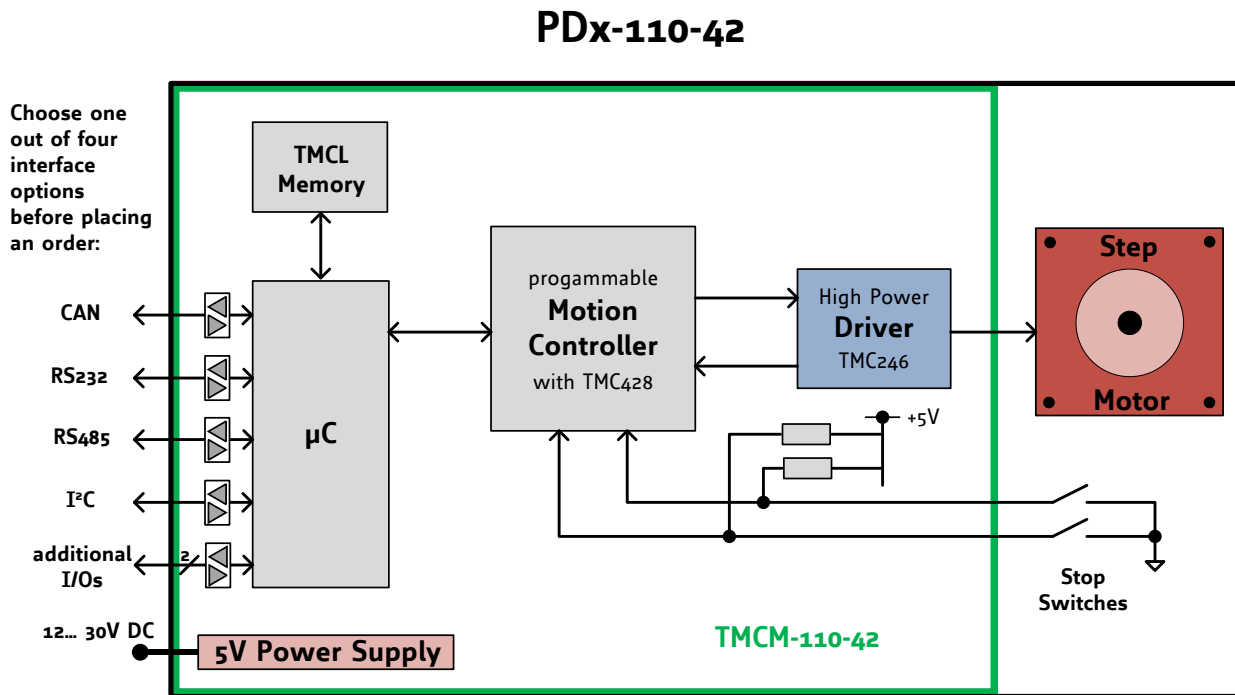 PDx-110-42
Choose one
out of four
interface
options
before placing
an order:
TMCL
Memory
CAN
RS232
RS485
I²C
additional
I/Os
2
µC
progammable
Motion
Controller
with TMC428
High Power
Driver
TMC246
Step
Motor
+5V
Stop
Switches
12... 30V DC
5V Power Supply
TMCM-110-42